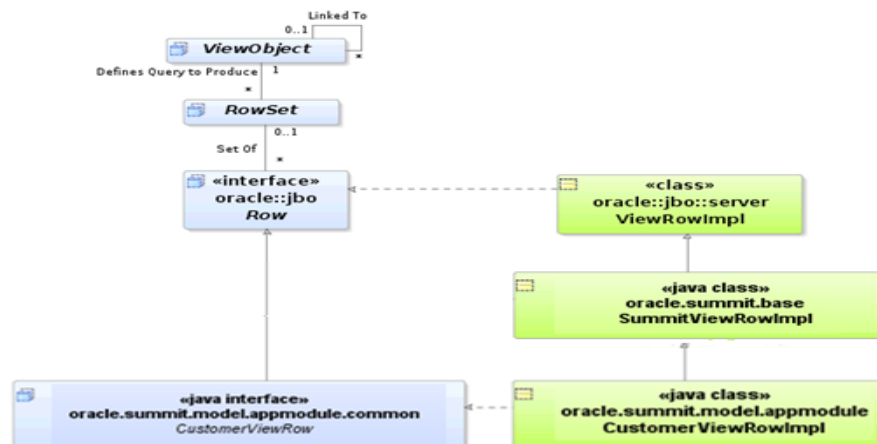 Linked To
0..1
ViewObject
*
Defines Query to Produce
1
*
RowSet
0..1
Set Of
*
«interface»
oracle::jbo
Row
«class»
oracle::jbo::server
ViewRowImpl
«java class»
oracle.summit.base
SummitViewRowImpl
«java interface»
oracle.summit.model.appmodule.common
CustomerViewRow
«java class»
oracle.summit.model.appmodule
CustomerViewRowImpl